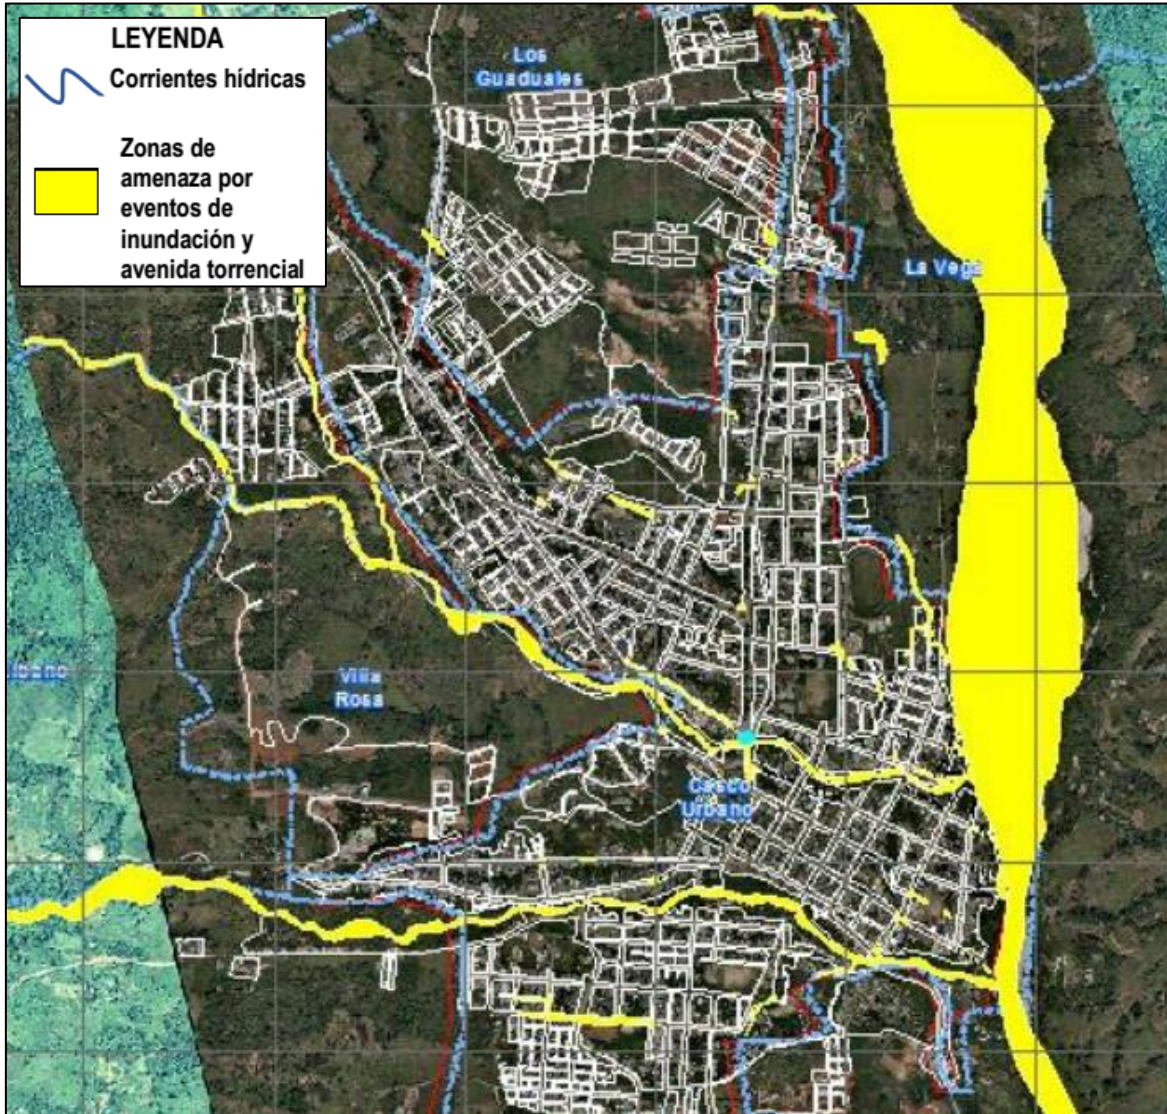 LEYENDA
Corrientes hídricas
Zonas de
amenaza por
eventos de
inundación y
avenida torrencial
Los
Guaduales
La Vega
Villa
Rosa
Casco
Urbano